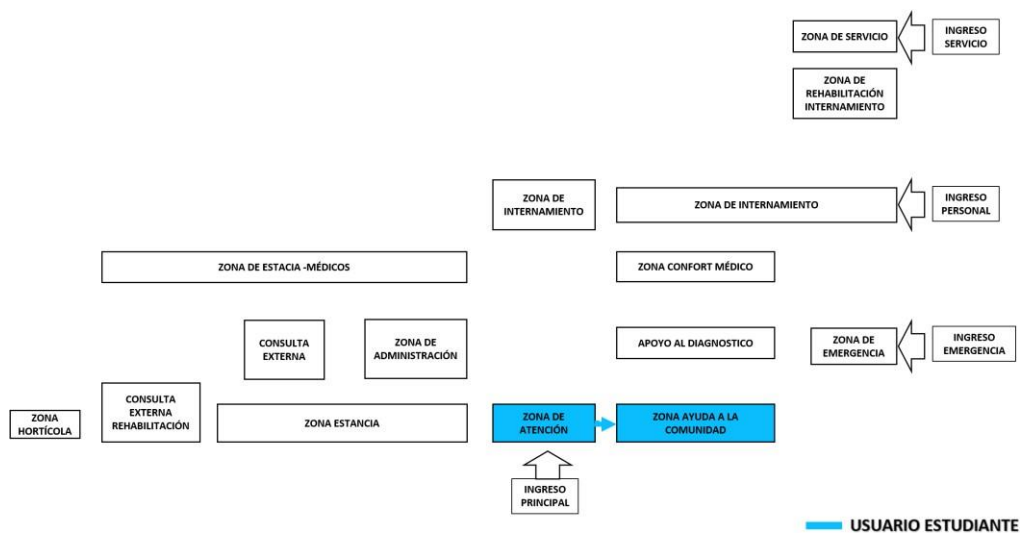 ZONA DE SERVICIO
INGRESO
SERVICIO
ZONA DE
REHABILITACIÓN
INTERNAMIENTO
ZONA DE
INTERNAMIENTO
ZONA DE INTERNAMIENTO
INGRESO
PERSONAL
ZONA DE ESTACIA -MÉDICOS
ZONA CONFORT MÉDICO
CONSULTA
EXTERNA
ZONA DE
ADMINISTRACIÓN
APOYO AL DIAGNOSTICO
ZONA DE
EMERGENCIA
INGRESO
EMERGENCIA
ZONA
HORTÍCOLA
CONSULTA
EXTERNA
REHABILITACIÓN
ZONA ESTANCIA
ZONA DE
ATENCIÓN
ZONA AYUDA A LA
COMUNIDAD
INGRESO
PRINCIPAL
USUARIO ESTUDIANTE